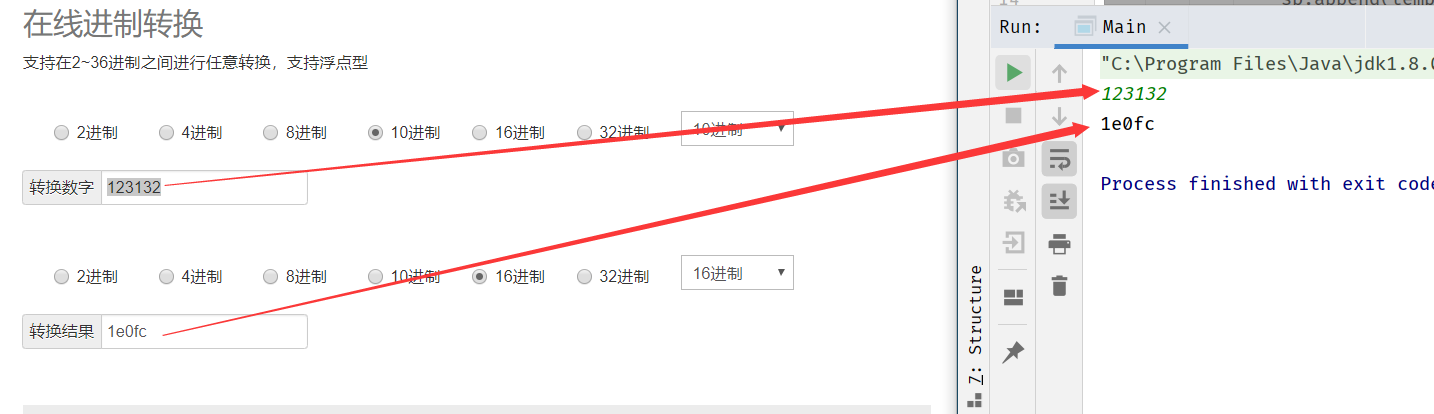 在线进制转换
支持在2~36进制之间进行任意转换，支持浮点型
2进制 4进制 8进制 10进制 16进制 32进制 10进制
转换数字 123132
2进制 4进制 8进制 10进制 16进制 32进制 16进制
转换结果 1e0fc
14
sb.append(temp
Run: Main
"C:\Program Files\Java\jdk1.8.0
123132
1e0fc
Process finished with exit code
Z: Structure